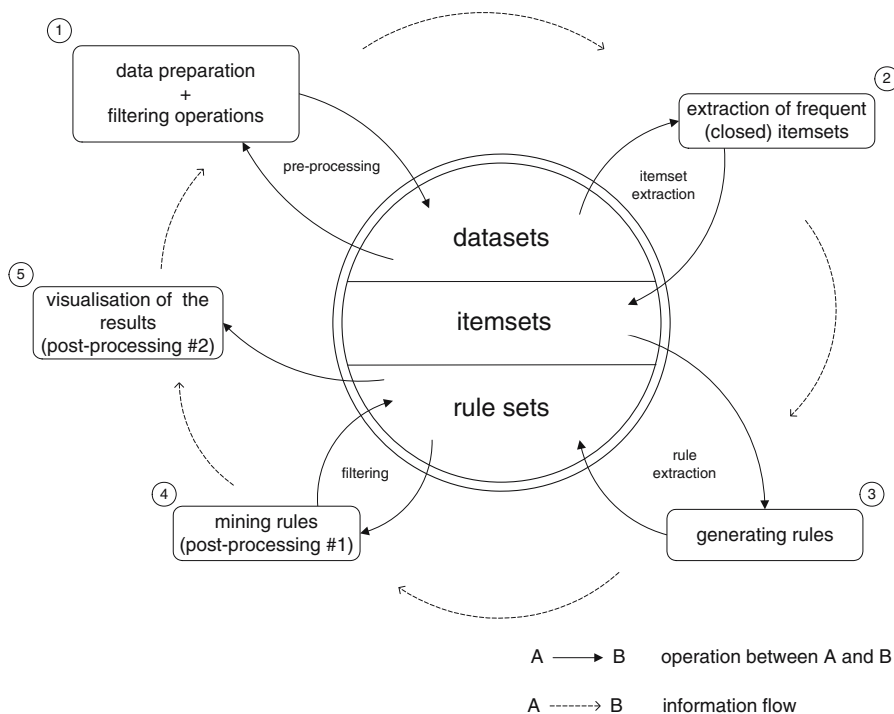 1
data preparation
+
filtering operations
2
extraction of frequent
(closed) itemsets
pre-processing
itemset
extraction
datasets
5
visualisation of the
results
(post-processing #2)
itemsets
rule sets
filtering
rule
extraction
4
mining rules
(post-processing #1)
3
generating rules
A B operation between A and B
A B information flow